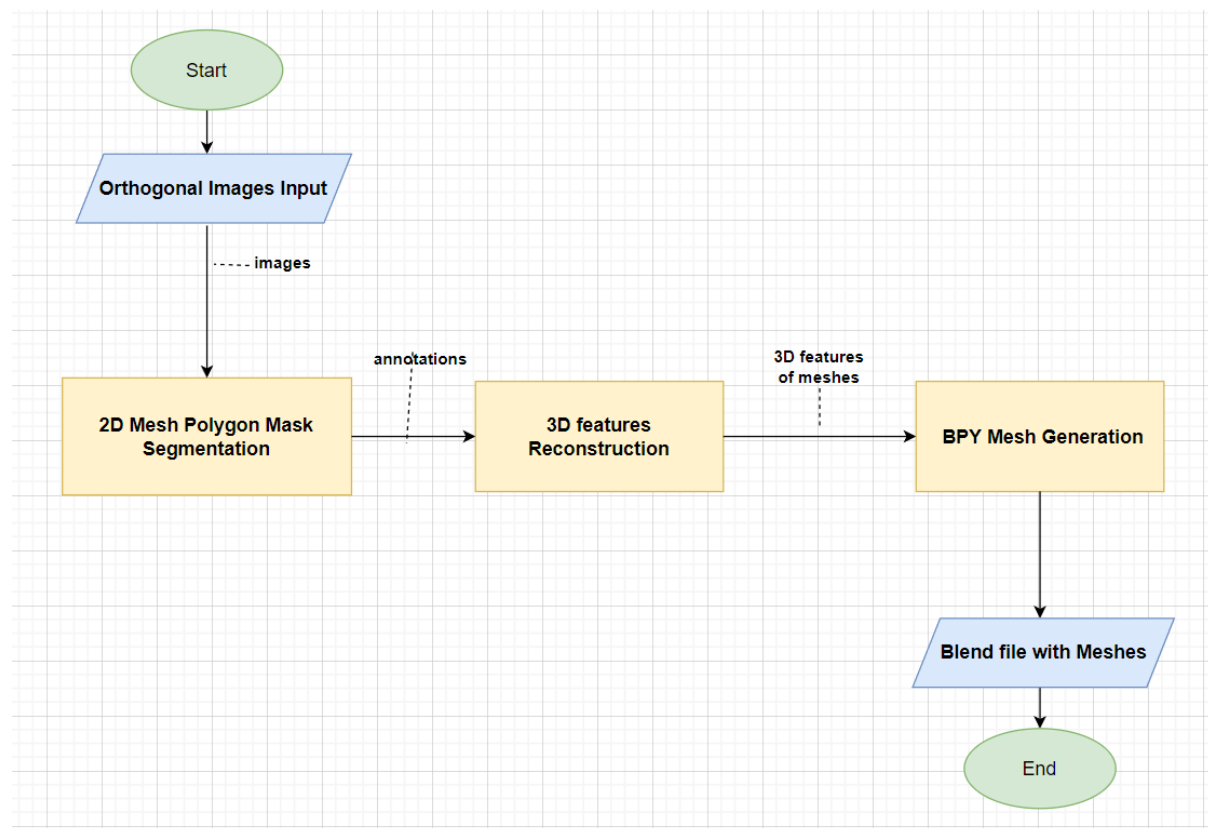 Start
Orthogonal Images Input
images
2D Mesh Polygon Mask
Segmentation
annotations
3D features
Reconstruction
3D features
of meshes
BPY Mesh Generation
Blend file with Meshes
End